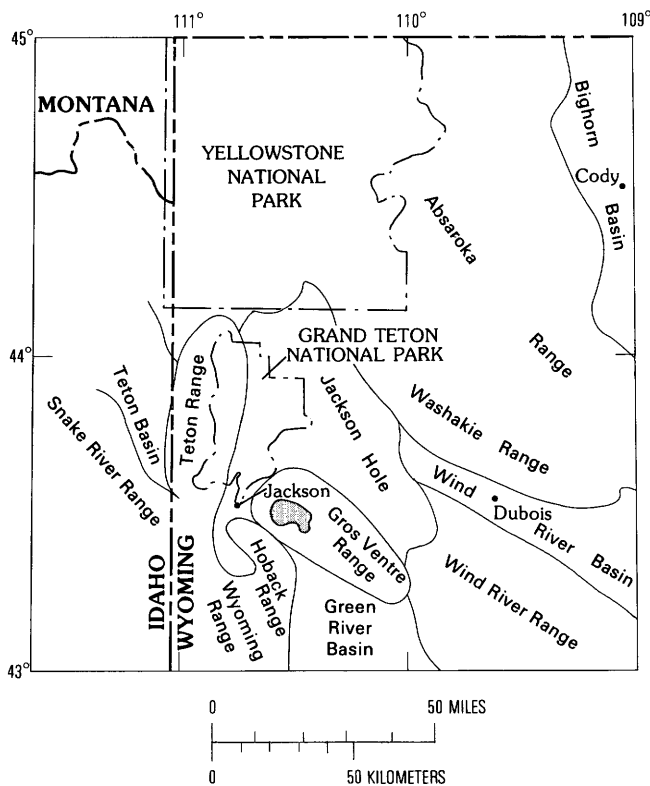 111°
110°
109°
45°
MONTANA
YELLOWSTONE
NATIONAL
PARK
Bighorn
Basin
Cody
Absaroka
Range
44°
GRAND TETON
NATIONAL PARK
Teton Range
Teton Basin
Snake River Range
Jackson
Hole
Washakie Range
Wind
River Basin
Dubois
Jackson
Gros Ventre
Range
Hoback
Range
Wyoming
Range
Green
River
Basin
Wind River Range
IDAHO
WYOMING
43°
0
50 MILES
0
50 KILOMETERS